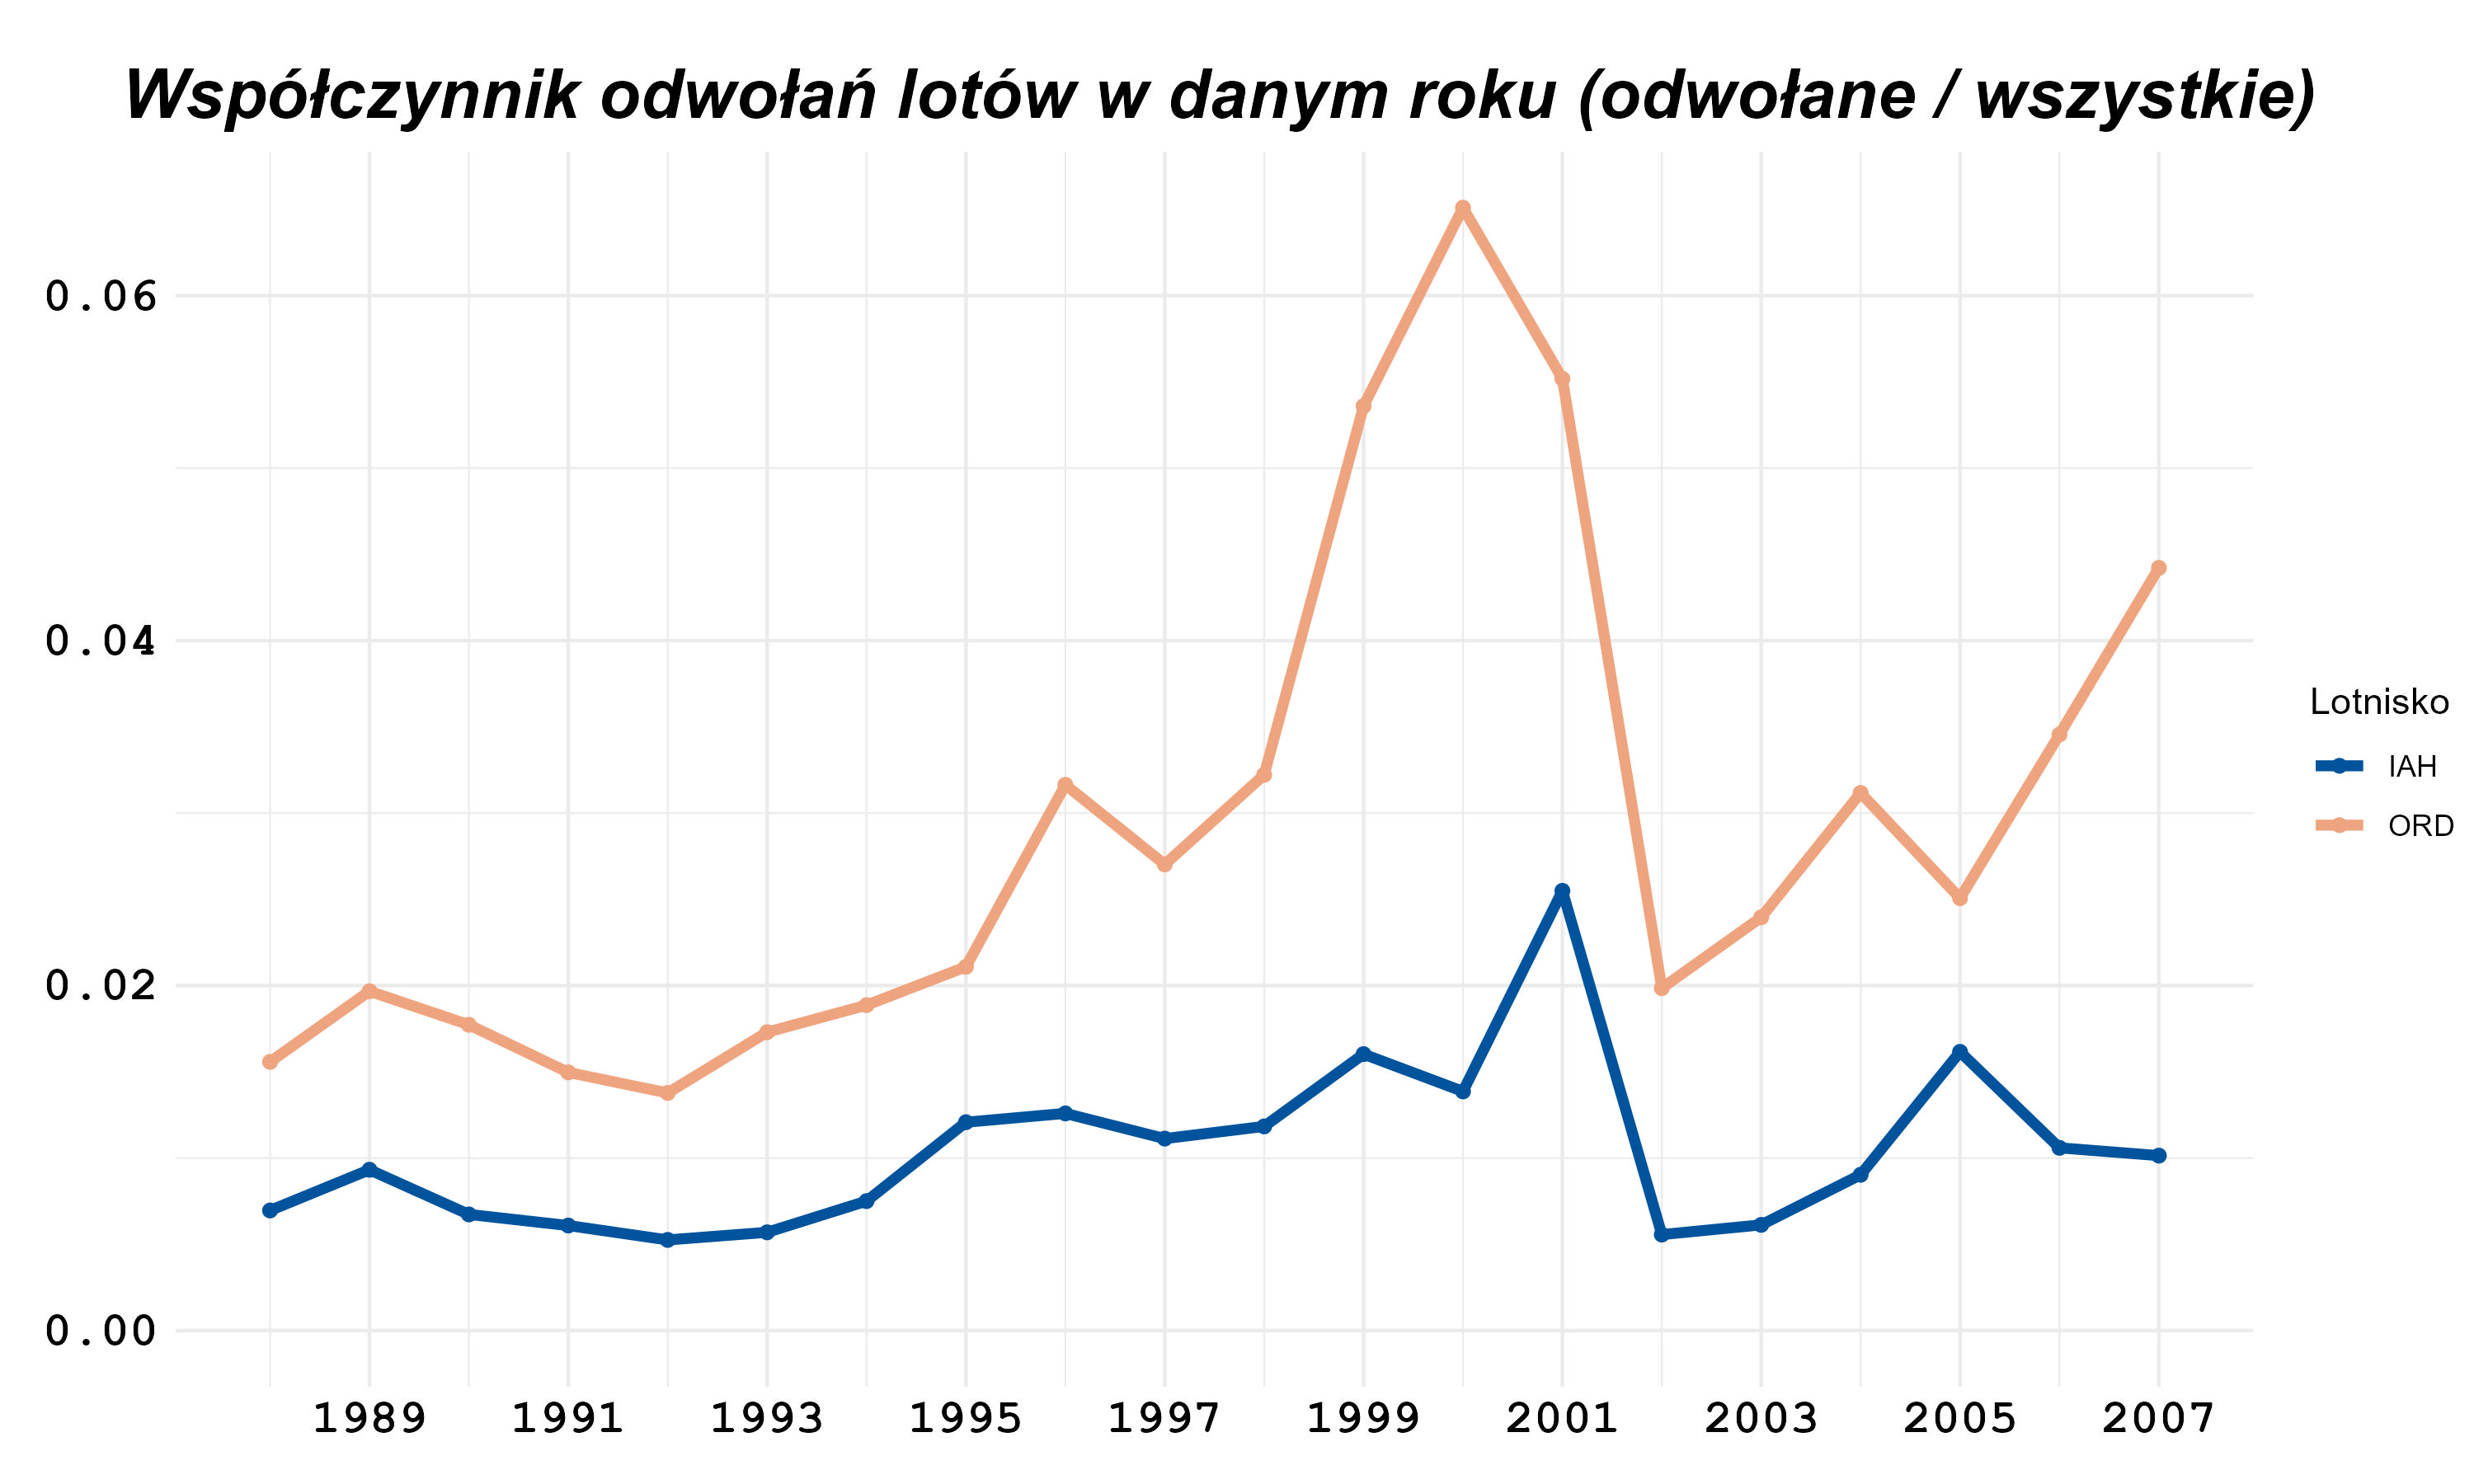 Współczynnik odwołań lotów w danym roku (odwołane / wszystkie)
0.06
0.04
0.02
0.00
1989 1991 1993 1995 1997 1999 2001 2003 2005 2007
Lotnisko
IAH
ORD